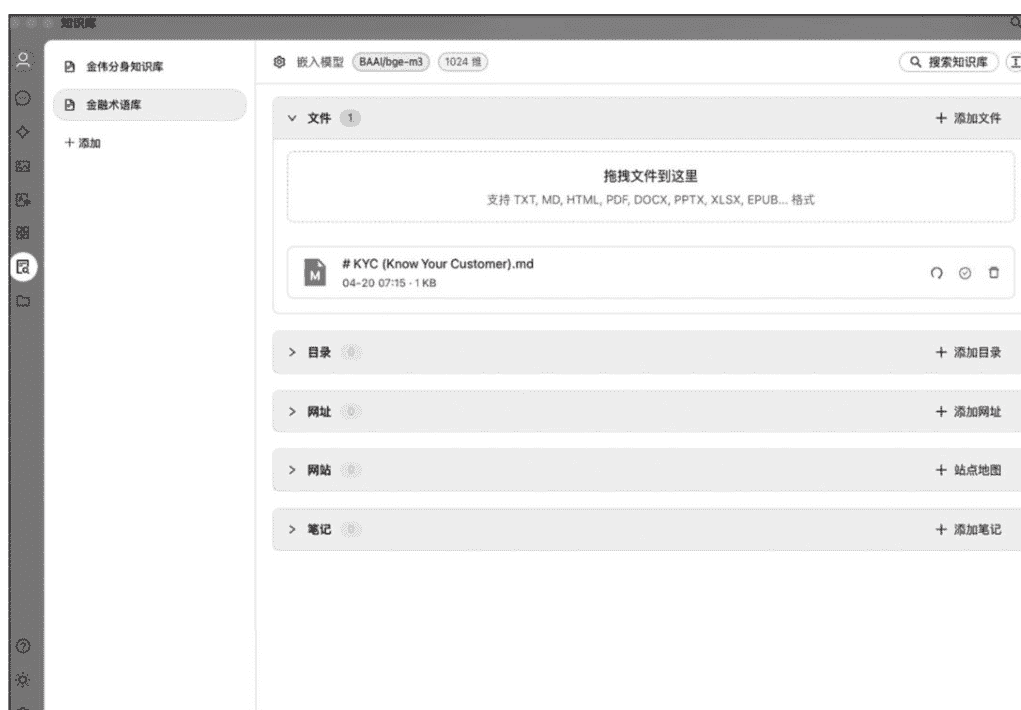 知识库
金伟分身知识库
金融术语库
+ 添加
嵌入模型 BAAI/bge-m3 1024 维
搜索知识库
文件 1
+ 添加文件
拖拽文件到这里
支持 TXT, MD, HTML, PDF, DOCX, PPTX, XLSX, EPUB... 格式
M
# KYC (Know Your Customer).md
04-20 07:15 · 1 KB
目录 0
+ 添加目录
网址 0
+ 添加网址
网站 0
+ 站点地图
笔记 0
+ 添加笔记